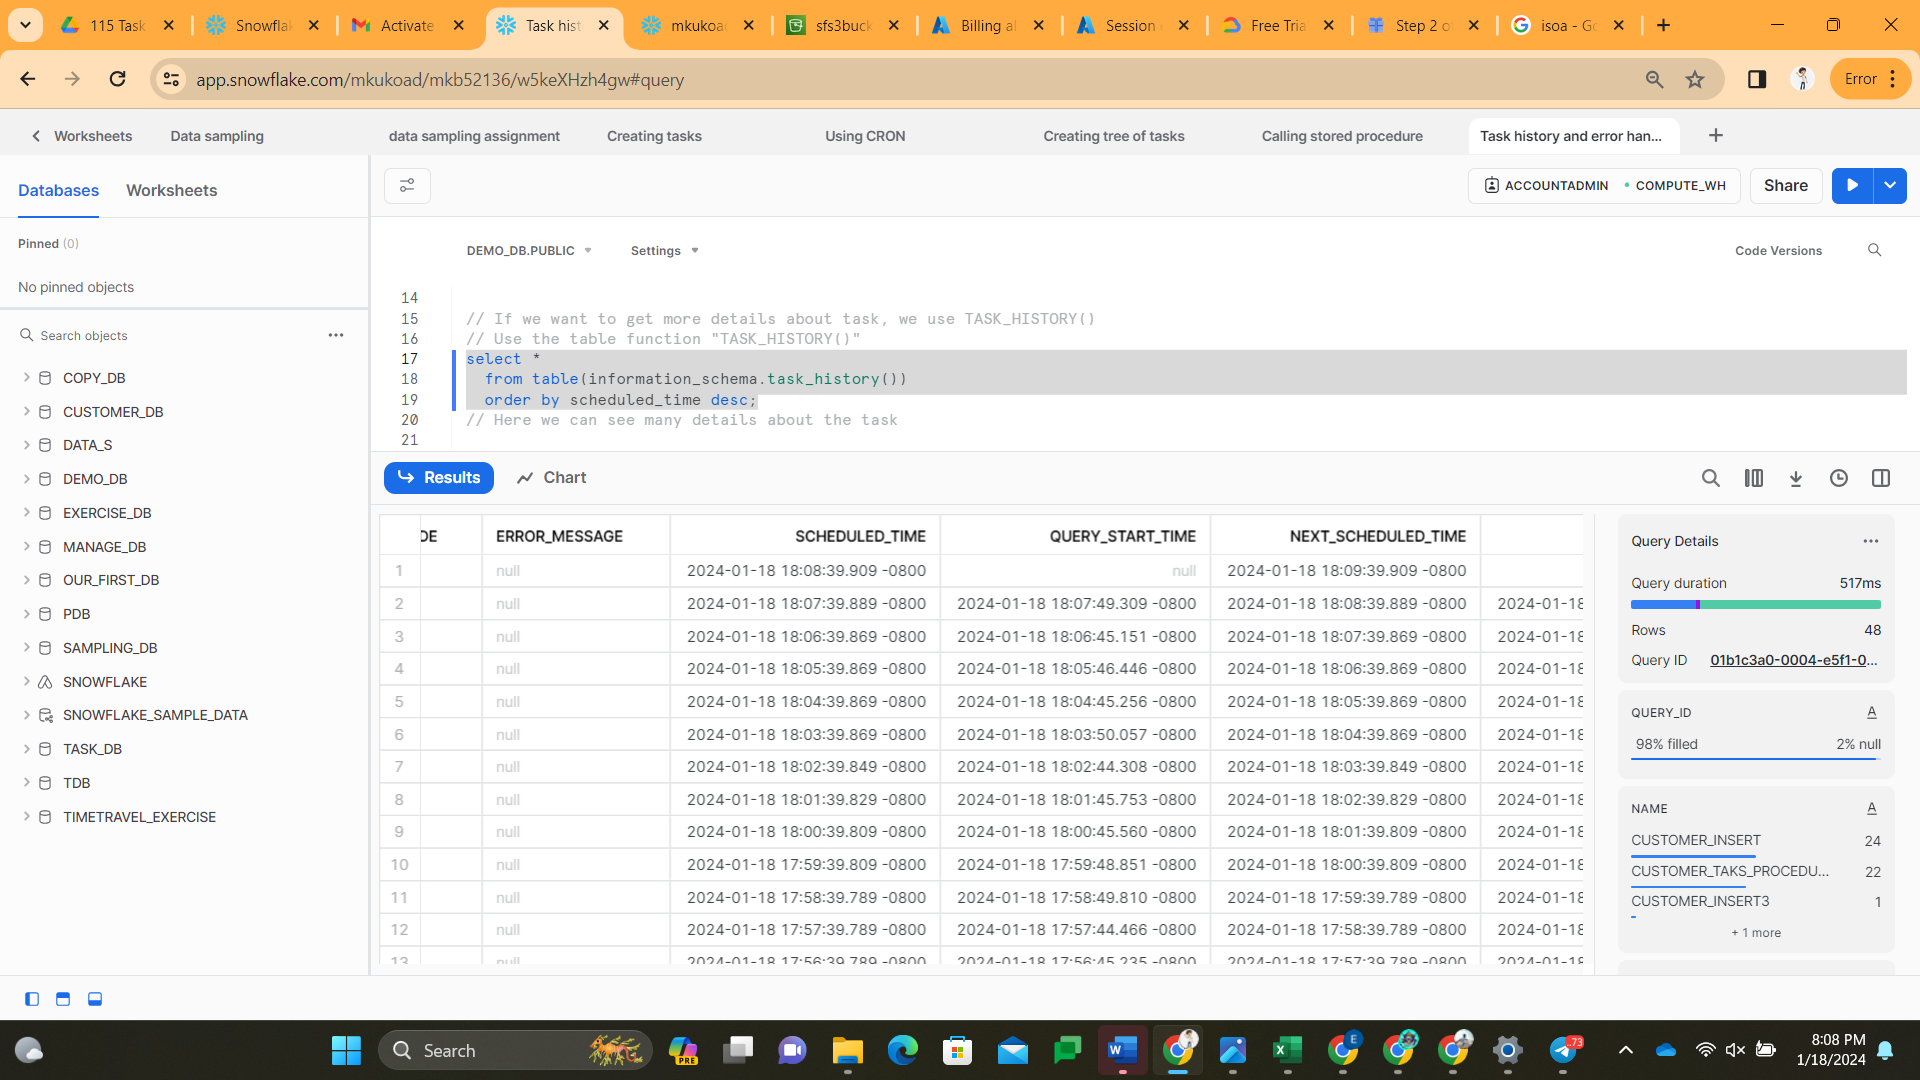 115 Task
Snowfla
Activate
Task hist
mkukoa
sfs3buck
Billing al
Session
Free Tria
Step 2 o
isoa - Go
app.snowflake.com/mkukoad/mkb52136/w5keXHzh4gw#query
Error
Worksheets
Data sampling
data sampling assignment
Creating tasks
Using CRON
Creating tree of tasks
Calling stored procedure
Task history and error han...
Databases
Worksheets
ACCOUNTADMIN
COMPUTE_WH
Share
Pinned (0)
No pinned objects
Search objects
COPY_DB
CUSTOMER_DB
DATA_S
DEMO_DB
EXERCISE_DB
MANAGE_DB
OUR_FIRST_DB
PDB
SAMPLING_DB
SNOWFLAKE
SNOWFLAKE_SAMPLE_DATA
TASK_DB
TDB
TIMETRAVEL_EXERCISE
DEMO_DB.PUBLIC
Settings
Code Versions
14
15 // If we want to get more details about task, we use TASK_HISTORY()
16 // Use the table function "TASK_HISTORY()"
17 select *
18 from table(information_schema.task_history())
19 order by scheduled_time desc;
20 // Here we can see many details about the task
21
Results
Chart
DE ERROR_MESSAGE SCHEDULED_TIME QUERY_START_TIME NEXT_SCHEDULED_TIME
1 null 2024-01-18 18:08:39.909 -0800 null 2024-01-18 18:09:39.909 -0800
2 null 2024-01-18 18:07:39.889 -0800 2024-01-18 18:07:49.309 -0800 2024-01-18 18:08:39.889 -0800 2024-01-18
3 null 2024-01-18 18:06:39.869 -0800 2024-01-18 18:06:45.151 -0800 2024-01-18 18:07:39.869 -0800 2024-01-18
4 null 2024-01-18 18:05:39.869 -0800 2024-01-18 18:05:46.446 -0800 2024-01-18 18:06:39.869 -0800 2024-01-18
5 null 2024-01-18 18:04:39.869 -0800 2024-01-18 18:04:45.256 -0800 2024-01-18 18:05:39.869 -0800 2024-01-18
6 null 2024-01-18 18:03:39.869 -0800 2024-01-18 18:03:50.057 -0800 2024-01-18 18:04:39.869 -0800 2024-01-18
7 null 2024-01-18 18:02:39.849 -0800 2024-01-18 18:02:44.308 -0800 2024-01-18 18:03:39.849 -0800 2024-01-18
8 null 2024-01-18 18:01:39.829 -0800 2024-01-18 18:01:45.753 -0800 2024-01-18 18:02:39.829 -0800 2024-01-18
9 null 2024-01-18 18:00:39.809 -0800 2024-01-18 18:00:45.560 -0800 2024-01-18 18:01:39.809 -0800 2024-01-18
10 null 2024-01-18 17:59:39.809 -0800 2024-01-18 17:59:48.851 -0800 2024-01-18 18:00:39.809 -0800 2024-01-18
11 null 2024-01-18 17:58:39.789 -0800 2024-01-18 17:58:49.810 -0800 2024-01-18 17:59:39.789 -0800 2024-01-18
12 null 2024-01-18 17:57:39.789 -0800 2024-01-18 17:57:44.466 -0800 2024-01-18 17:58:39.789 -0800 2024-01-18
13 null 2024-01-18 17:56:39.789 -0800 2024-01-18 17:56:45.235 -0800 2024-01-18 17:57:39.789 -0800 2024-01-18
Query Details
Query duration 517ms
Rows 48
Query ID 01b1c3a0-0004-e5f1-0...
QUERY_ID A
98% filled 2% null
NAME A
CUSTOMER_INSERT 24
CUSTOMER_TAKS_PROCEDU... 22
CUSTOMER_INSERT3 1
+ 1 more
Search
PRE
W
X
E
73
8:08 PM
1/18/2024